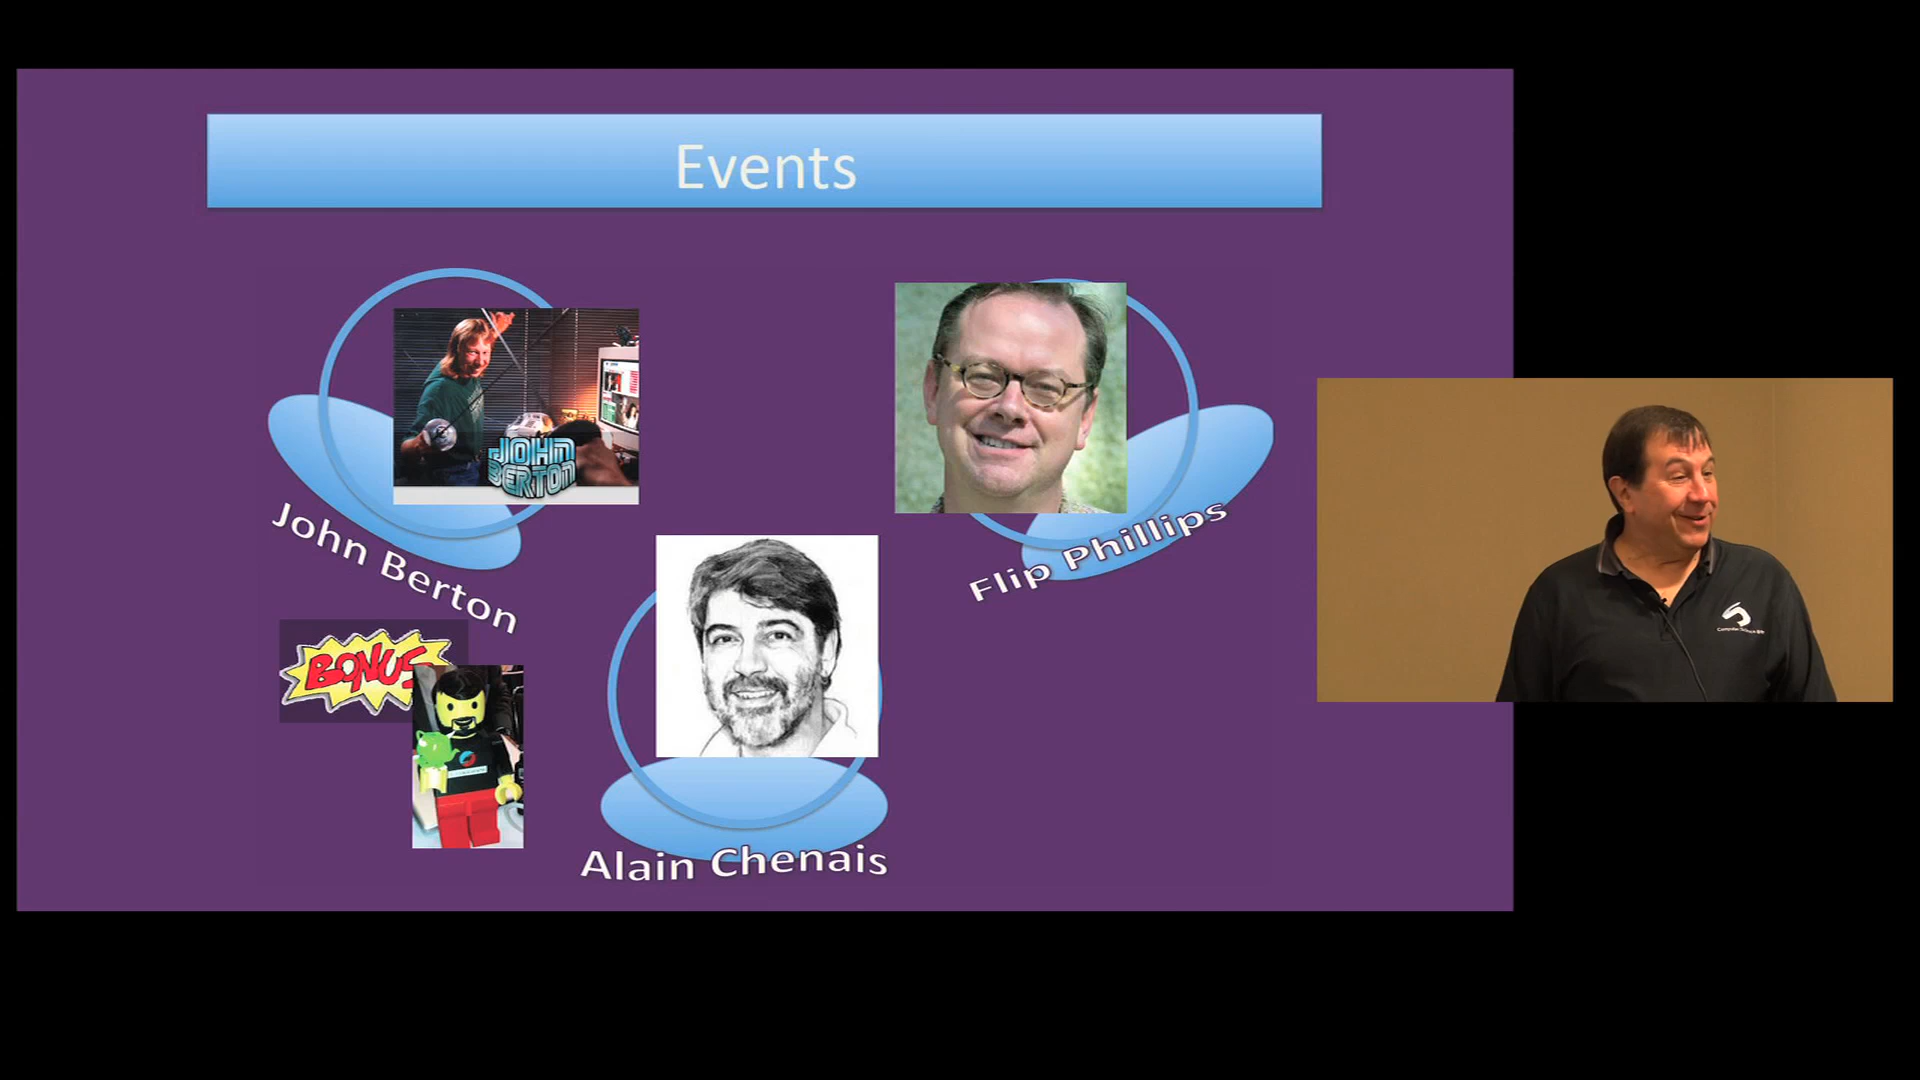 Events
JOHN
BERTON
John Berton
Flip Phillips
BONUS
Alain Chenais